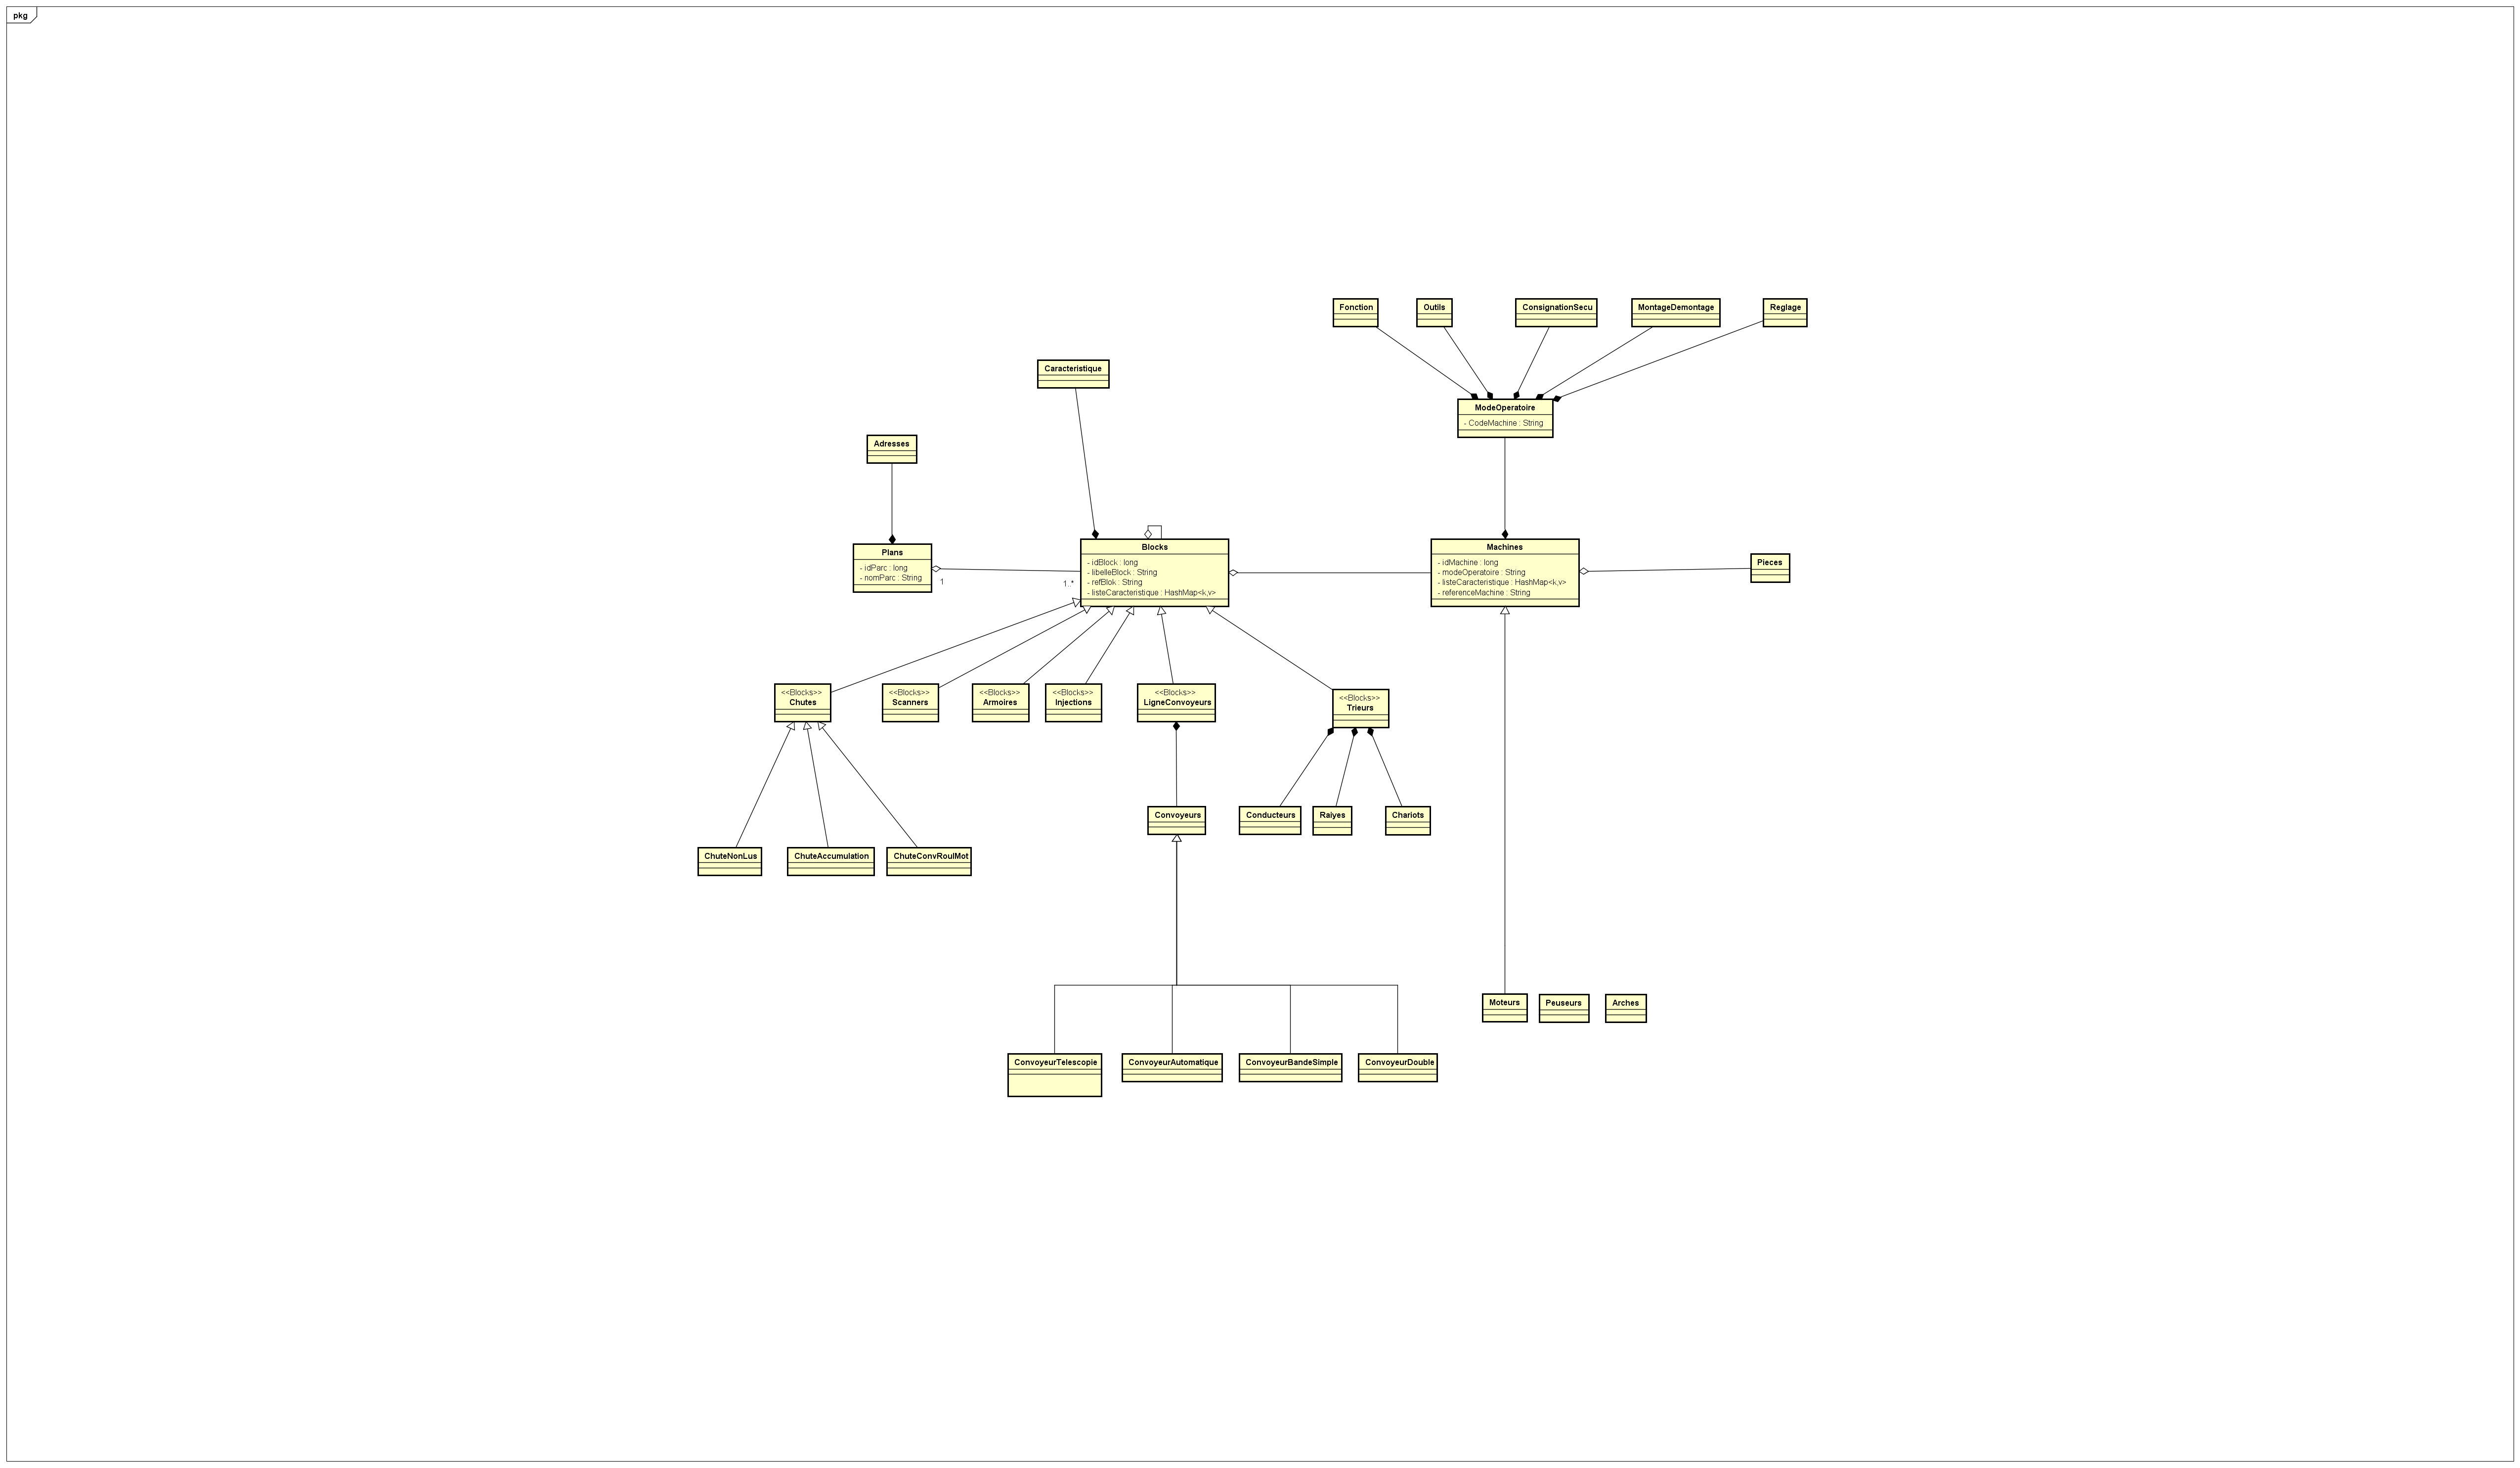 pkg
Fonction
Outils
ConsignationSecu
MontageDemontage
Reglage
Caracteristique
ModeOperatoire
- CodeMachine : String
Adresses
Plans
- idParc : long
- nomParc : String
1
1..*
Blocks
- idBlock : long
- libelleBlock : String
- refBlok : String
- listeCaracteristique : HashMap<k,v>
Machines
- idMachine : long
- modeOperatoire : String
- listeCaracteristique : HashMap<k,v>
- referenceMachine : String
Pieces
<<Blocks>>
Chutes
<<Blocks>>
Scanners
<<Blocks>>
Armoires
<<Blocks>>
Injections
<<Blocks>>
LigneConvoyeurs
<<Blocks>>
Trieurs
Convoyeurs
Conducteurs
Raiyes
Chariots
ChuteNonLus
ChuteAccumulation
ChuteConvRoulMot
Moteurs
Peuseurs
Arches
ConvoyeurTelescopie
ConvoyeurAutomatique
ConvoyeurBandeSimple
ConvoyeurDouble